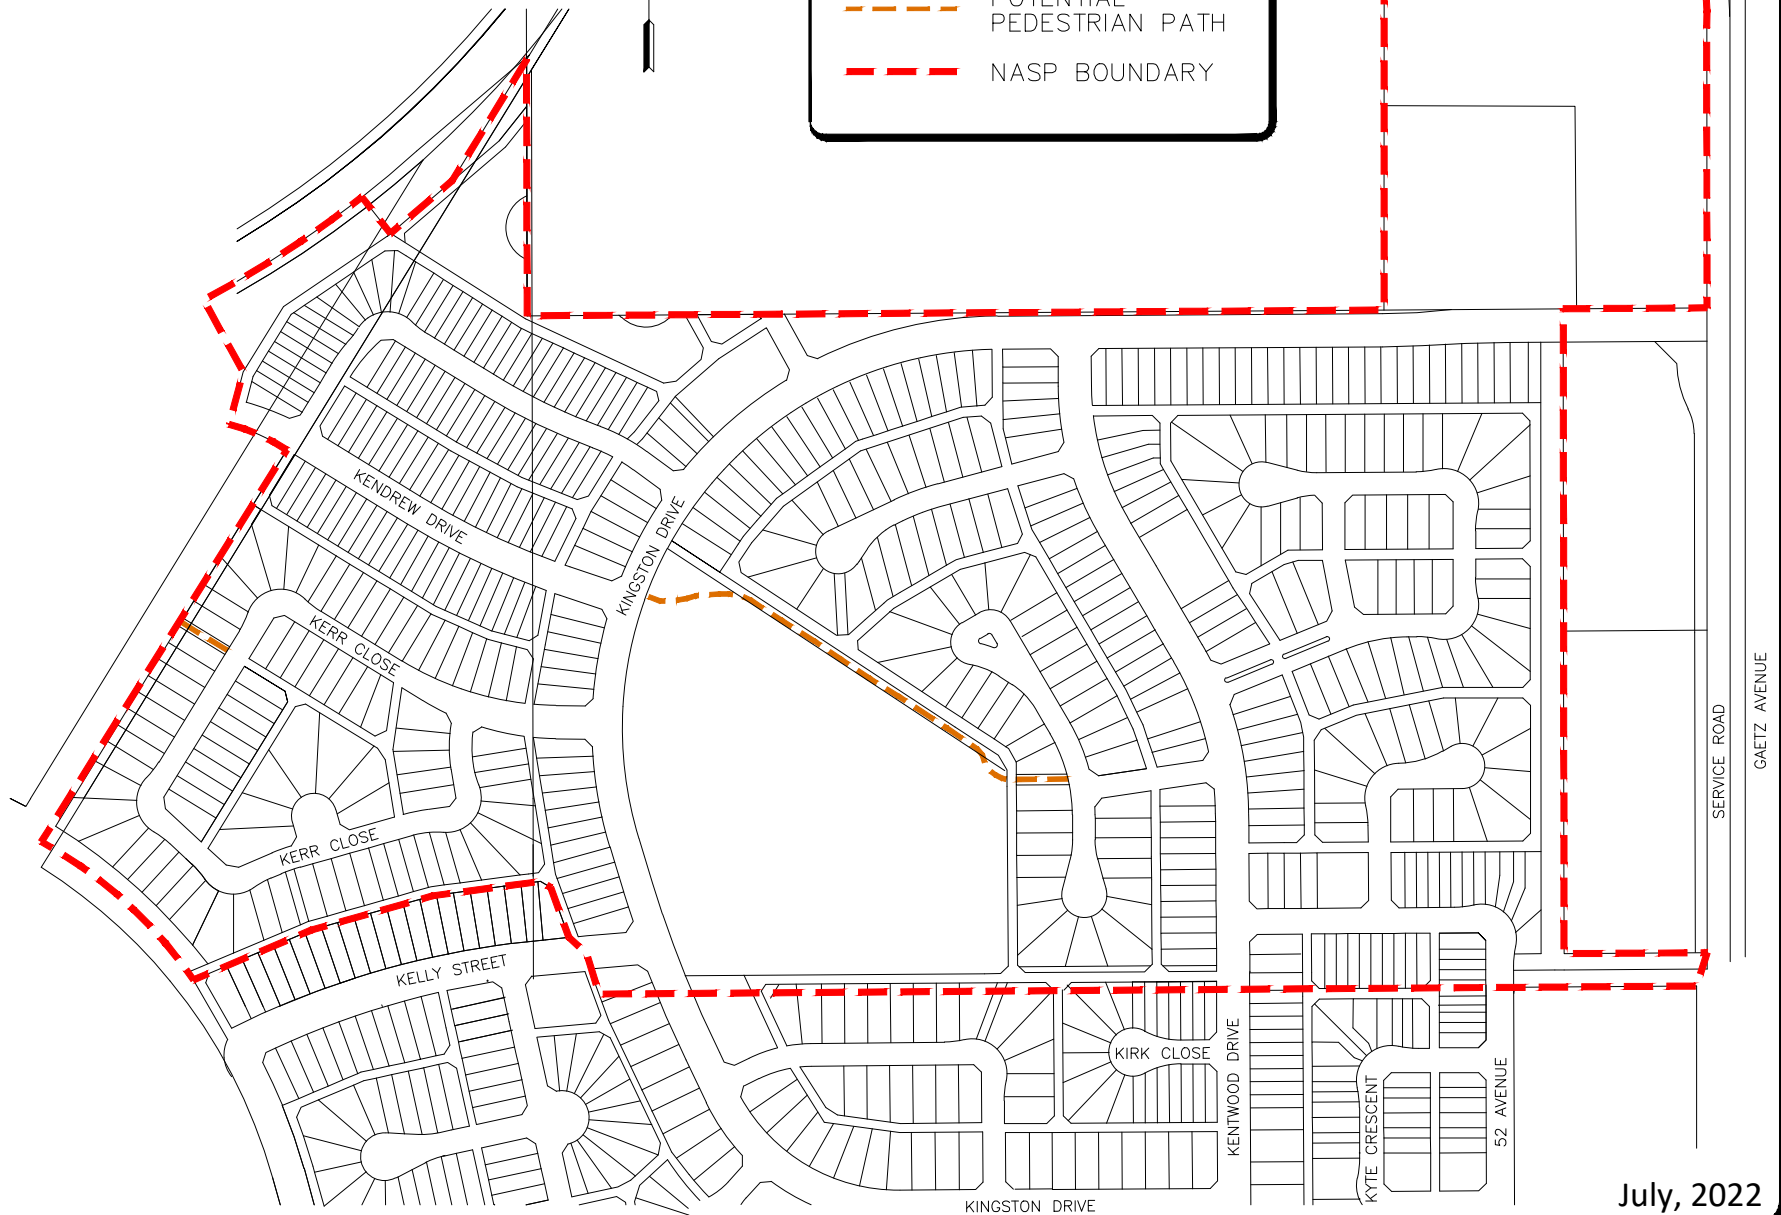 POTENTIAL
PEDESTRIAN PATH
NASP BOUNDARY
KENDREW DRIVE
KINGSTON DRIVE
KERR CLOSE
KERR CLOSE
KELLY STREET
SERVICE ROAD
GAETZ AVENUE
KIRK CLOSE
KENTWOOD DRIVE
KYTE CRESCENT
52 AVENUE
KINGSTON DRIVE
July, 2022